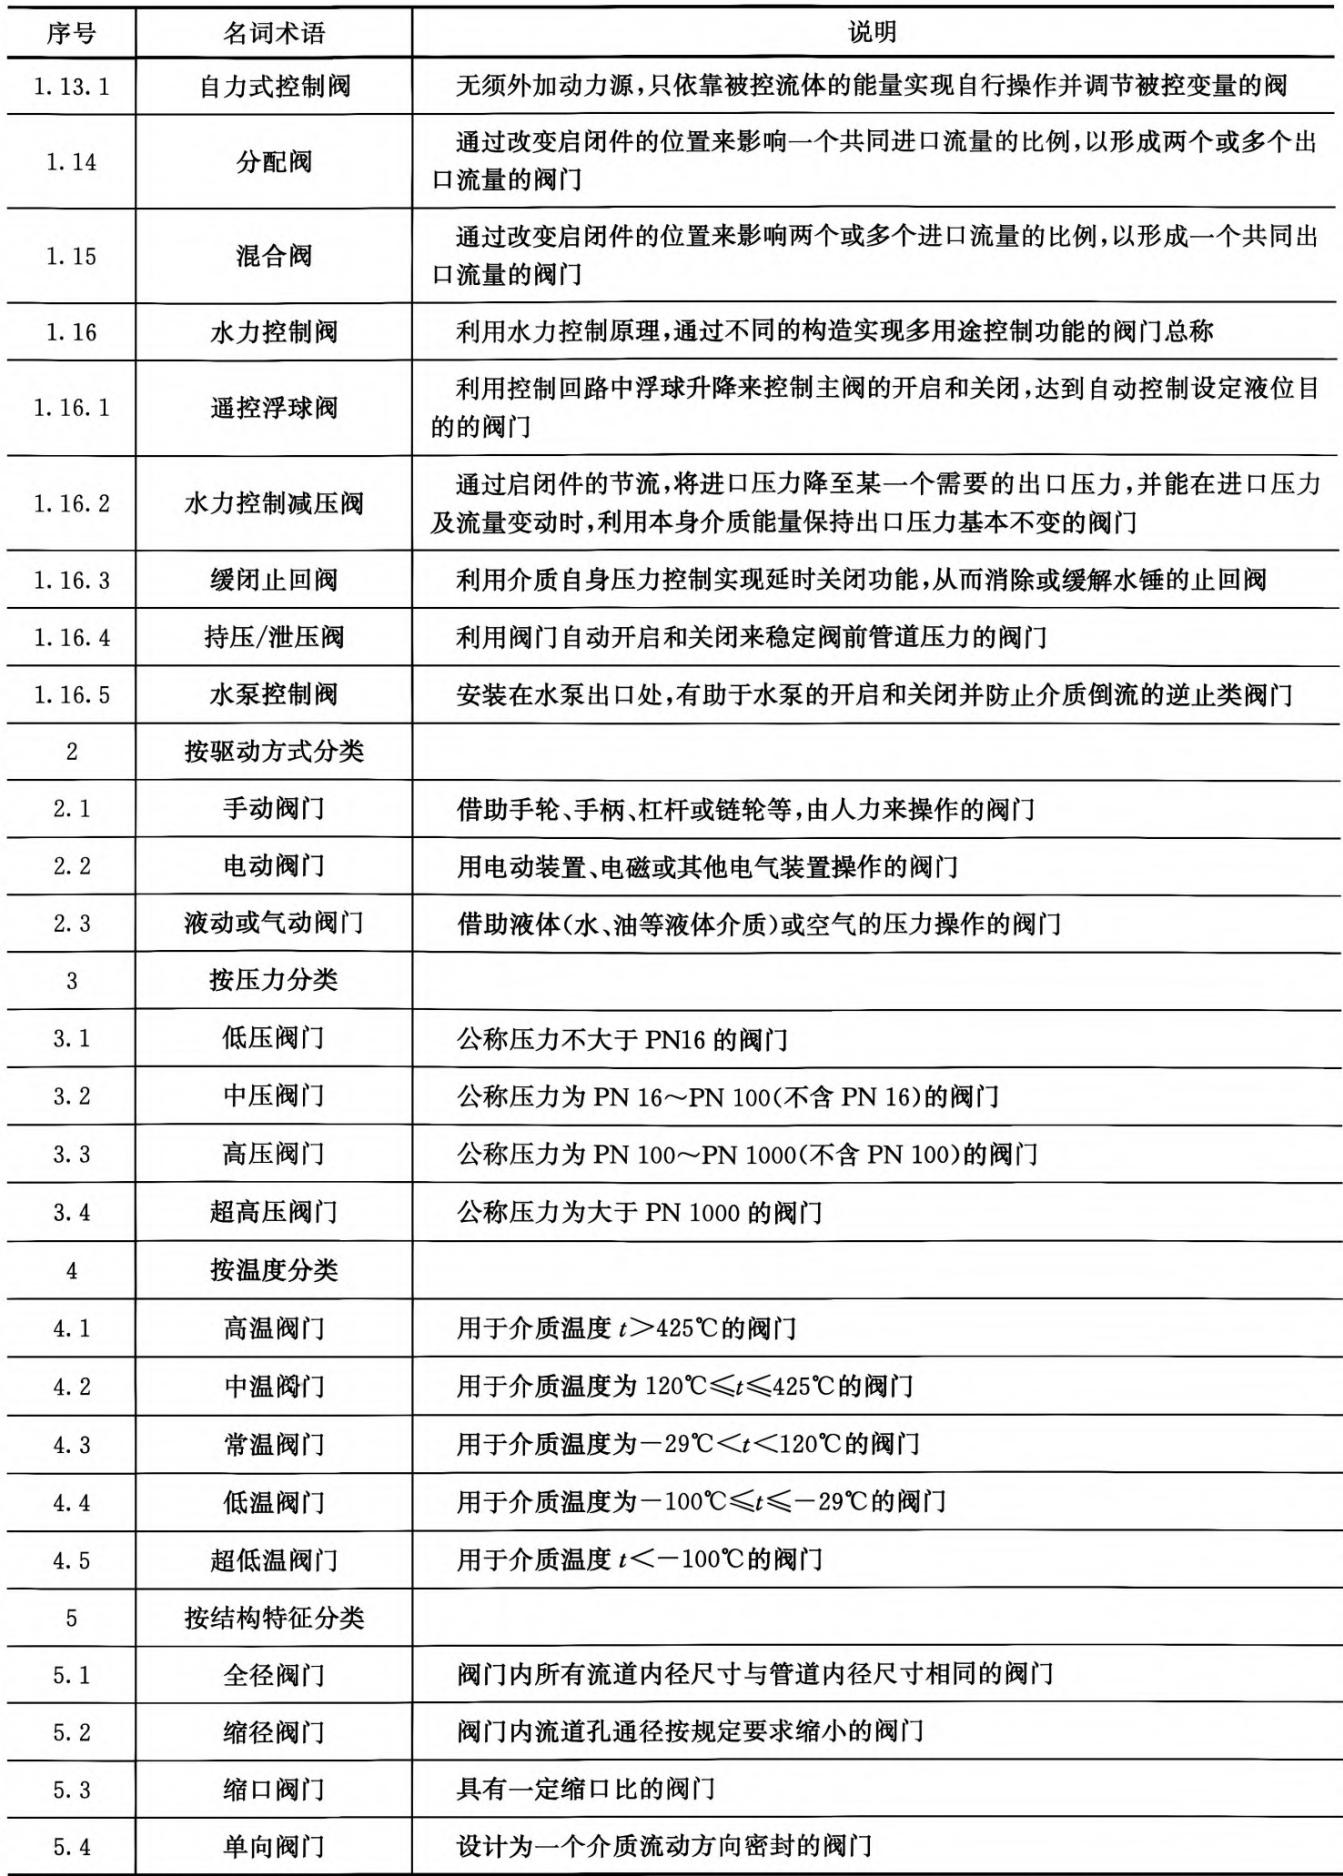 序号 名词术语 说明
1.13.1 自力式控制阀 无须外加动力源,只依靠被控流体的能量实现自行操作并调节被控变量的阀
1.14 分配阀 通过改变启闭件的位置来影响一个共同进口流量的比例,以形成两个或多个出
口流量的阀门
1.15 混合阀 通过改变启闭件的位置来影响两个或多个进口流量的比例,以形成一个共同出
口流量的阀门
1.16 水力控制阀 利用水力控制原理,通过不同的构造实现多用途控制功能的阀门总称
1.16.1 遥控浮球阀 利用控制回路中浮球升降来控制主阀的开启和关闭,达到自动控制设定液位目
的的阀门
1.16.2 水力控制减压阀 通过启闭件的节流,将进口压力降至某一个需要的出口压力,并能在进口压力
及流量变动时,利用本身介质能量保持出口压力基本不变的阀门
1.16.3 缓闭止回阀 利用介质自身压力控制实现延时关闭功能,从而消除或缓解水锤的止回阀
1.16.4 持压/泄压阀 利用阀门自动开启和关闭来稳定阀前管道压力的阀门
1.16.5 水泵控制阀 安装在水泵出口处,有助于水泵的开启和关闭并防止介质倒流的逆止类阀门
2 按驱动方式分类
2.1 手动阀门 借助手轮、手柄、杠杆或链轮等,由人力来操作的阀门
2.2 电动阀门 用电动装置、电磁或其他电气装置操作的阀门
2.3 液动或气动阀门 借助液体(水、油等液体介质)或空气的压力操作的阀门
3 按压力分类
3.1 低压阀门 公称压力不大于 PN16 的阀门
3.2 中压阀门 公称压力为 PN 16～PN 100(不含 PN 16)的阀门
3.3 高压阀门 公称压力为 PN 100～PN 1000(不含 PN 100)的阀门
3.4 超高压阀门 公称压力为大于 PN 1000 的阀门
4 按温度分类
4.1 高温阀门 用于介质温度 t＞425℃的阀门
4.2 中温阀门 用于介质温度为 120℃≤t≤425℃的阀门
4.3 常温阀门 用于介质温度为－29℃＜t＜120℃的阀门
4.4 低温阀门 用于介质温度为－100℃≤t≤－29℃的阀门
4.5 超低温阀门 用于介质温度 t＜－100℃的阀门
5 按结构特征分类
5.1 全径阀门 阀门内所有流道内径尺寸与管道内径尺寸相同的阀门
5.2 缩径阀门 阀门内流道孔通径按规定要求缩小的阀门
5.3 缩口阀门 具有一定缩口比的阀门
5.4 单向阀门 设计为一个介质流动方向密封的阀门